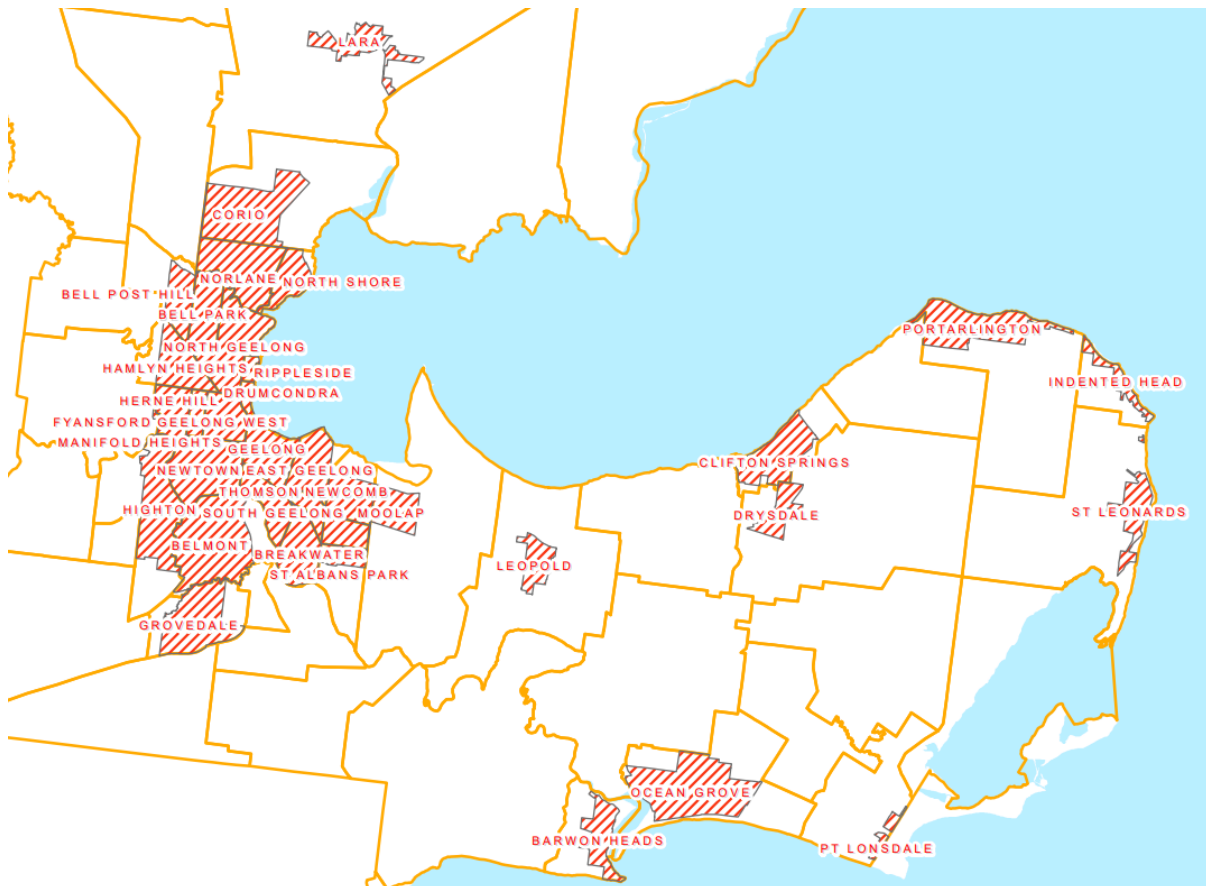 LARA
CORIO
NORLANE
NORTH SHORE
BELL POST HILL
BELL PARK
PORTARLINGTON
NORTH GEELONG
HAMLYN HEIGHTS
RIPPLESIDE
INDENTED HEAD
DRUMCONDRA
HERNE HILL
FYANSFORD
GEELONG WEST
MANIFOLD HEIGHTS
GEELONG
CLIFTON SPRINGS
NEWTOWN
EAST GEELONG
THOMSON
NEWCOMB
HIGHTON
SOUTH GEELONG
MOOLAP
DRYSDALE
ST LEONARDS
BELMONT
BREAKWATER
LEOPOLD
ST ALBANS PARK
GROVEDALE
OCEAN GROVE
BARWON HEADS
PT LONSDALE